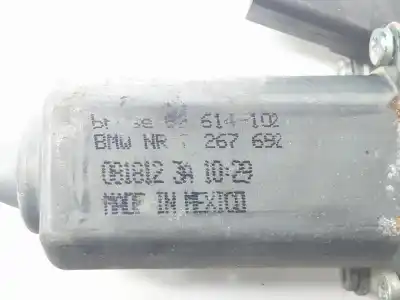 614-102
BMW NR 267 692
081812 3A 10:29
MADE IN MEXICO